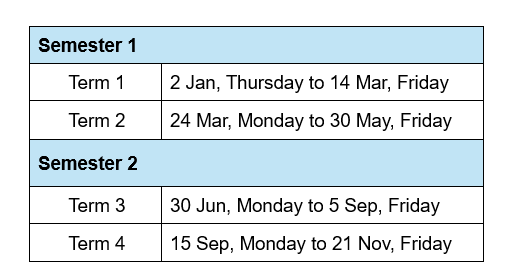 Semester 1
Term 1 2 Jan, Thursday to 14 Mar, Friday
Term 2 24 Mar, Monday to 30 May, Friday
Semester 2
Term 3 30 Jun, Monday to 5 Sep, Friday
Term 4 15 Sep, Monday to 21 Nov, Friday